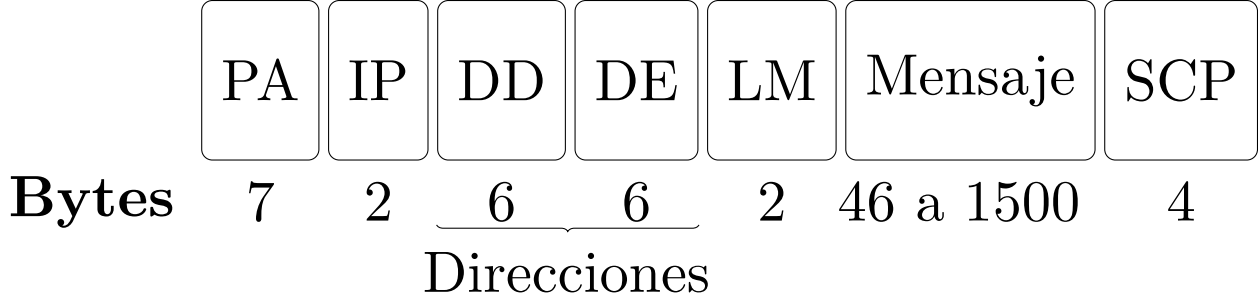 PA IP DD DE LM Mensaje SCP
Bytes 7 2 6 6 2 46 a 1500 4
Direcciones